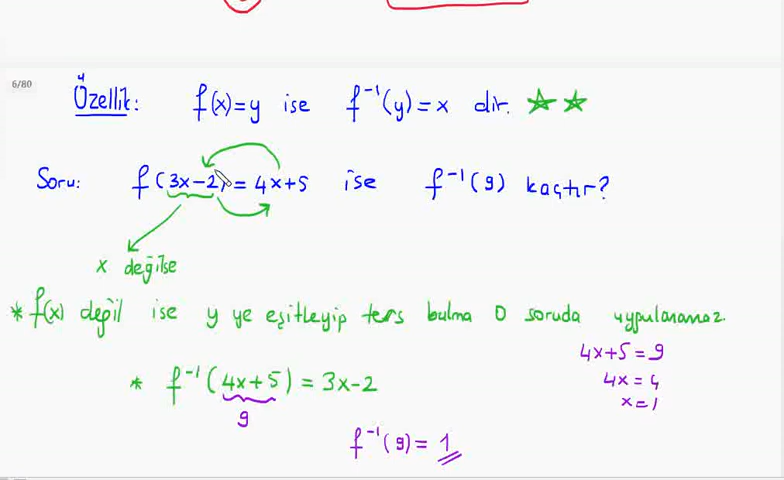 6/80
Özellik: f(x)=y ise f⁻¹(y)=x dir.
Soru: f(3x-2)=4x+5 ise f⁻¹(9) kaçtır?
x değilse
* f(x) değil ise y ye eşitleyip ters bulma o soruda uygulanamaz.
4x+5=9
4x=4
x=1
* f⁻¹(4x+5)=3x-2
9
f⁻¹(9)=1